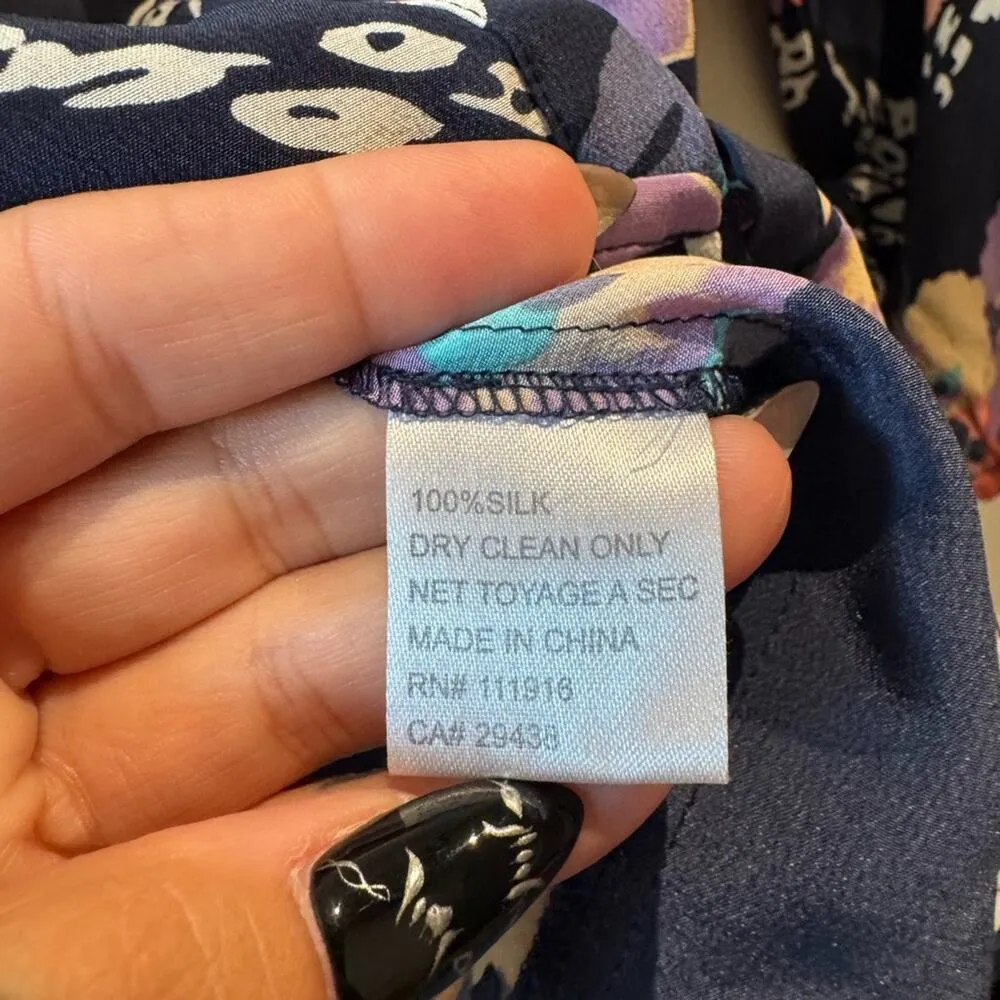 100%SILK
DRY CLEAN ONLY
NET TOYAGE A SEC
MADE IN CHINA
RN# 111916
CA# 29438